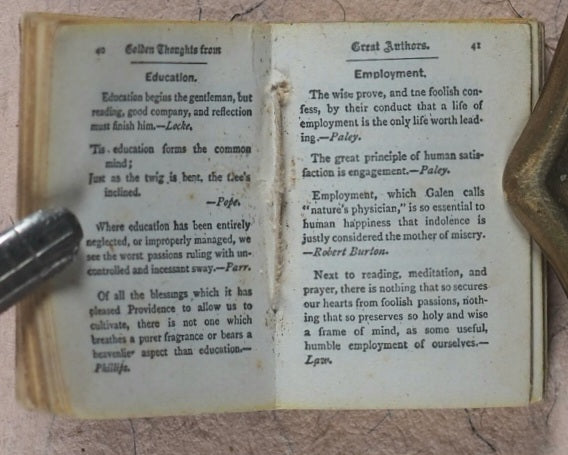 40 Golden Thoughts from
Education.
Education begins the gentleman, but
reading, good company, and reflection
must finish him.—Locke.
'Tis education forms the common
mind;
Just as the twig is bent, the tree's
inclined.
—Pope.
Where education has been entirely
neglected, or improperly managed, we
see the worst passions ruling with un-
controlled and incessant sway.—Parr.
Of all the blessings which it has
pleased Providence to allow us to
cultivate, there is not one which
breathes a purer fragrance or bears a
heavenlier aspect than education.—
Phillips.
Great Authors. 41
Employment.
The wise prove, and the foolish con-
fess, by their conduct that a life of
employment is the only life worth lead-
ing.—Paley.
The great principle of human satis-
faction is engagement.—Paley.
Employment, which Galen calls
"nature's physician," is so essential to
human happiness that indolence is
justly considered the mother of misery.
—Robert Burton.
Next to reading, meditation, and
prayer, there is nothing that so secures
our hearts from foolish passions, noth-
ing that so preserves so holy and wise
a frame of mind, as some useful,
humble employment of ourselves.—
Law.